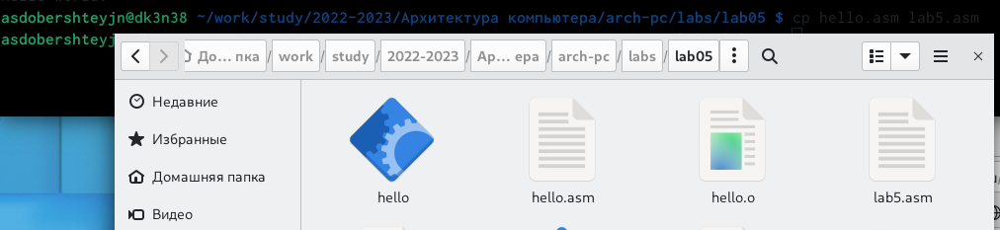 asdobershteyjn@dk3n38 ~/work/study/2022-2023/Архитектура компьютера/arch-pc/labs/lab05 $ cp hello.asm lab5.asm
asdobershteyj
До… пка / work / study / 2022-2023 / Ар… ера / arch-pc / labs / lab05
Недавние
Избранные
Домашняя папка
Видео
hello
hello.asm
hello.o
lab5.asm